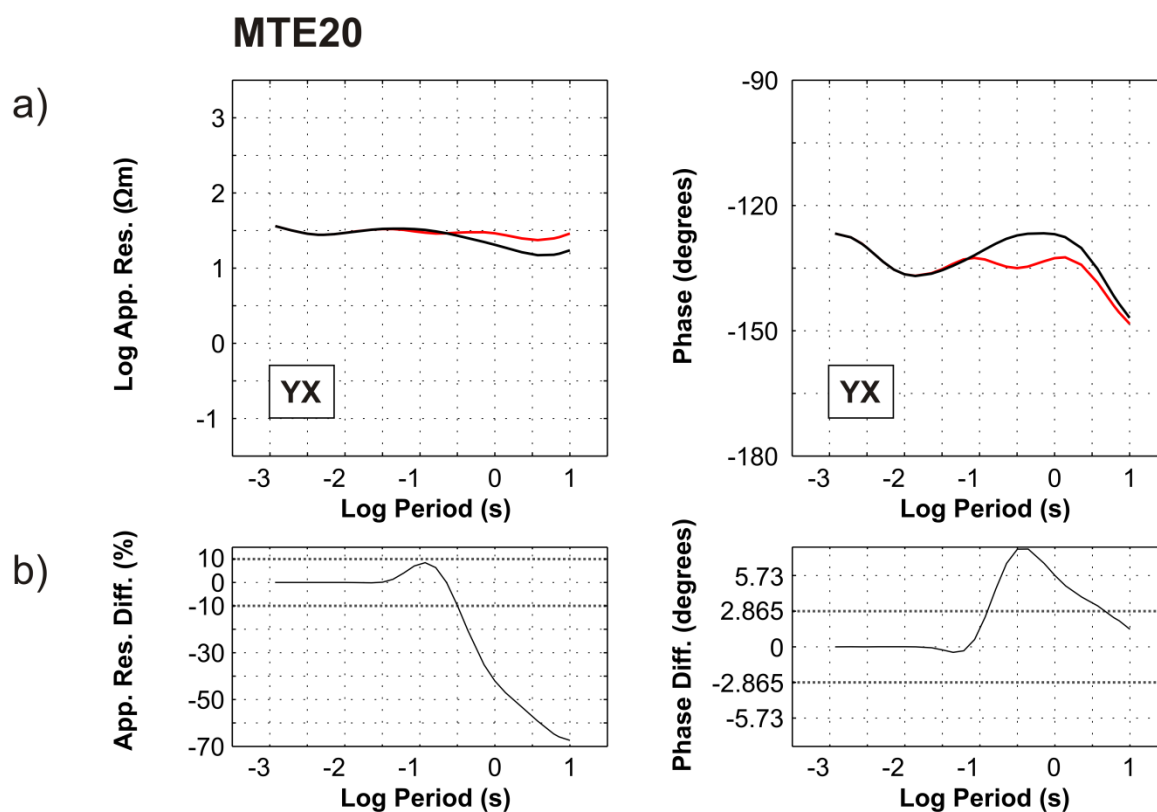 MTE20
a)
Log App. Res. (Ωm)
3
2
1
0
-1
YX
-3 -2 -1 0 1
Log Period (s)
Phase (degrees)
-90
-120
-150
-180
YX
-3 -2 -1 0 1
Log Period (s)
b)
App. Res. Diff. (%)
10
0
-10
-30
-50
-70
-3 -2 -1 0 1
Log Period (s)
Phase Diff. (degrees)
5.73
2.865
0
-2.865
-5.73
-3 -2 -1 0 1
Log Period (s)